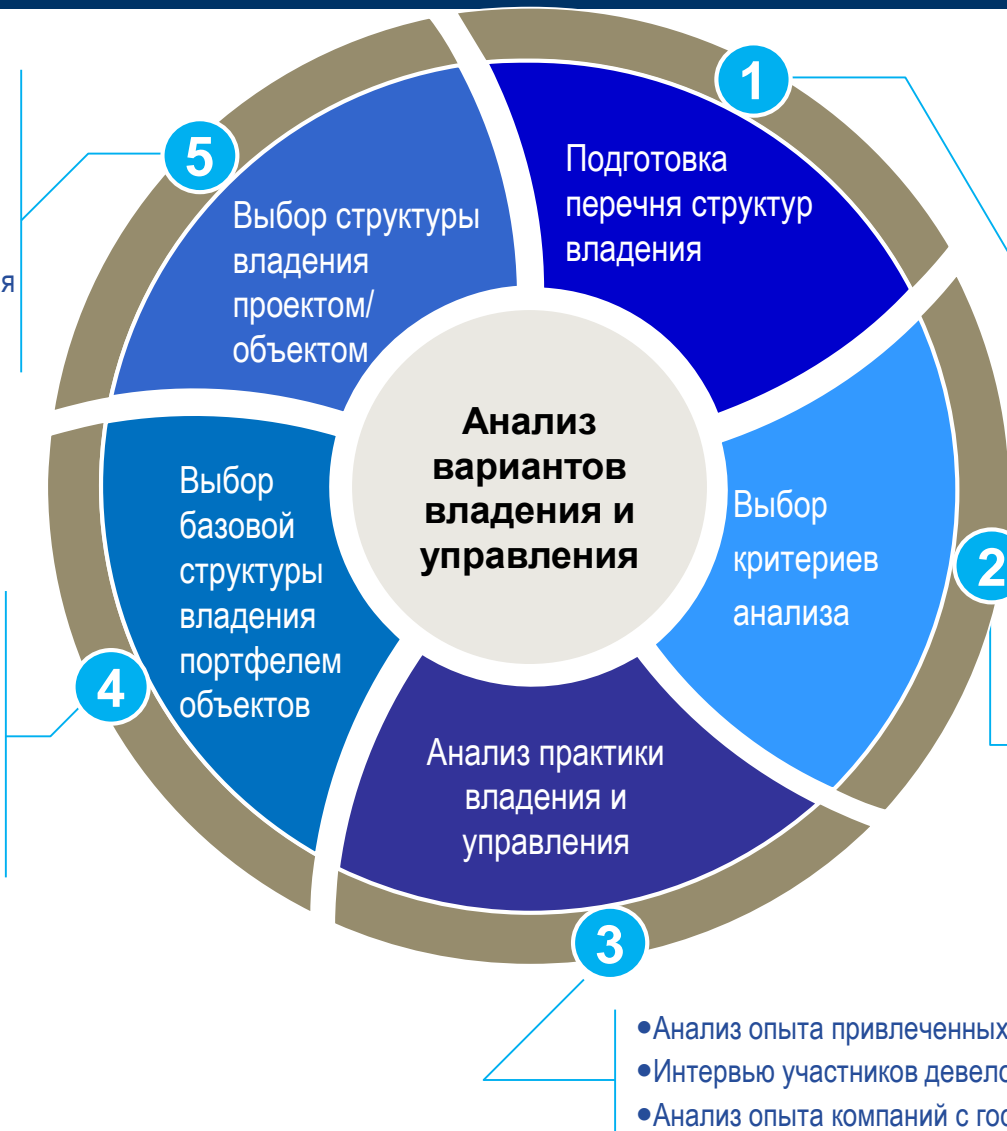 1
Подготовка
перечня структур
владения
2
Выбор
критериев
анализа
3
Анализ практики
владения и
управления
•Анализ опыта привлеченных
•Интервью участников
•Анализ опыта компаний с
4
Выбор
базовой
структуры
владения
портфелем
объектов
5
Выбор структуры
владения
проектом/
объектом
я
Анализ
вариантов
владения и
управления